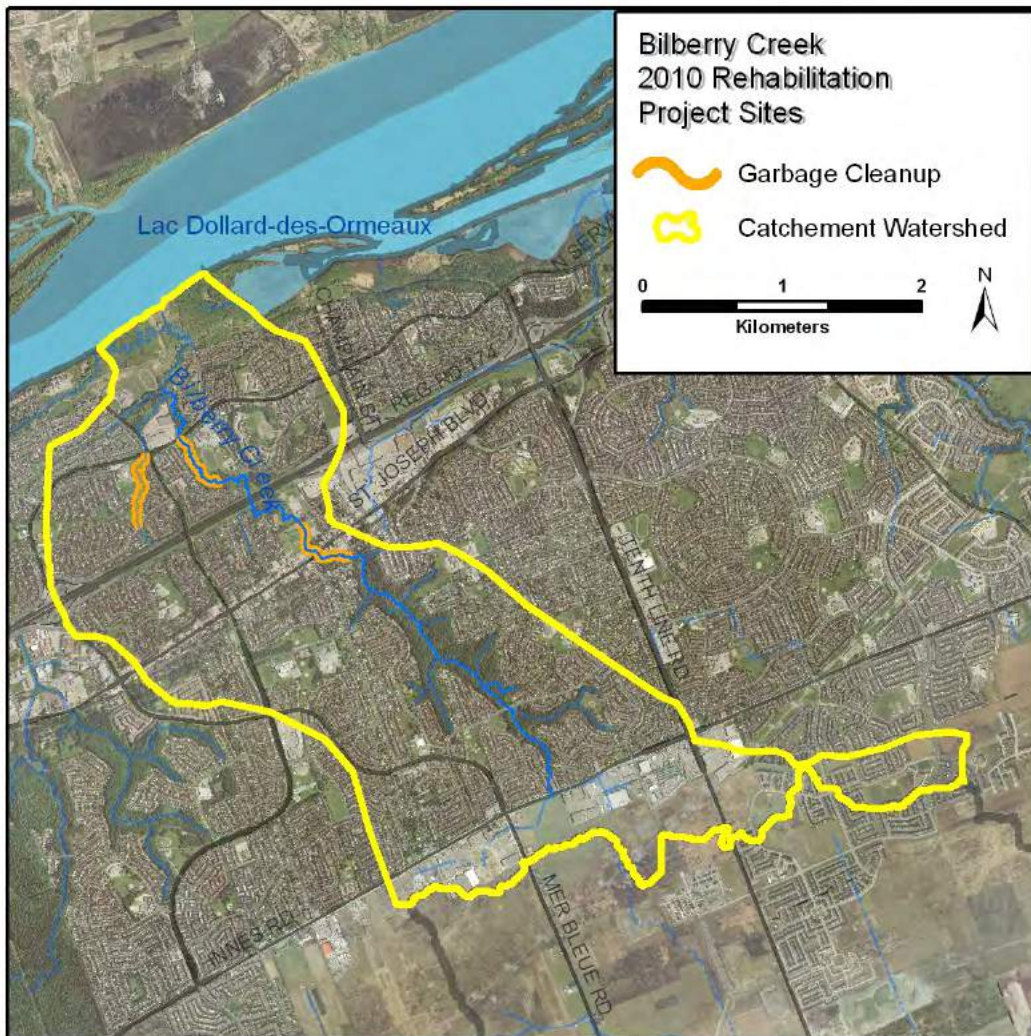 Bilberry Creek
2010 Rehabilitation
Project Sites
Garbage Cleanup
Catchement Watershed
0 1 2
Kilometers
N
Lac Dollard-des-Ormeaux
N SERV
CHAMPLAIN ST
REG RD 174
ST. JOSEPH BLVD.
Bilberry Creek
TENTH LINE RD.
INNES RD.
MER BLEUE RD.